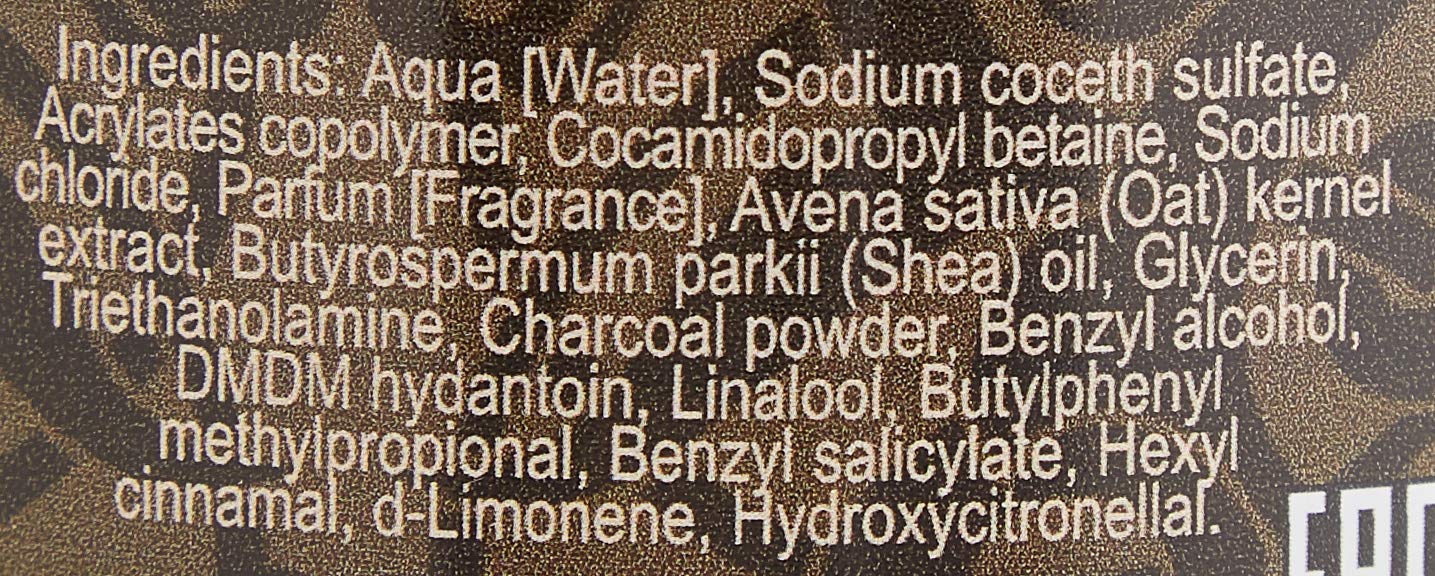 Ingredients: Aqua [Water], Sodium coceth sulfate,
Acrylates copolymer, Cocamidopropyl betaine, Sodium
chloride, Parfum [Fragrance], Avena sativa (Oat) kernel
extract, Butyrospermum parkii (Shea) oil, Glycerin,
Triethanolamine, Charcoal powder, Benzyl alcohol,
DMDM hydantoin, Linalool, Butylphenyl
methylpropional, Benzyl salicylate, Hexyl
cinnamal, d-Limonene, Hydroxycitronellal.